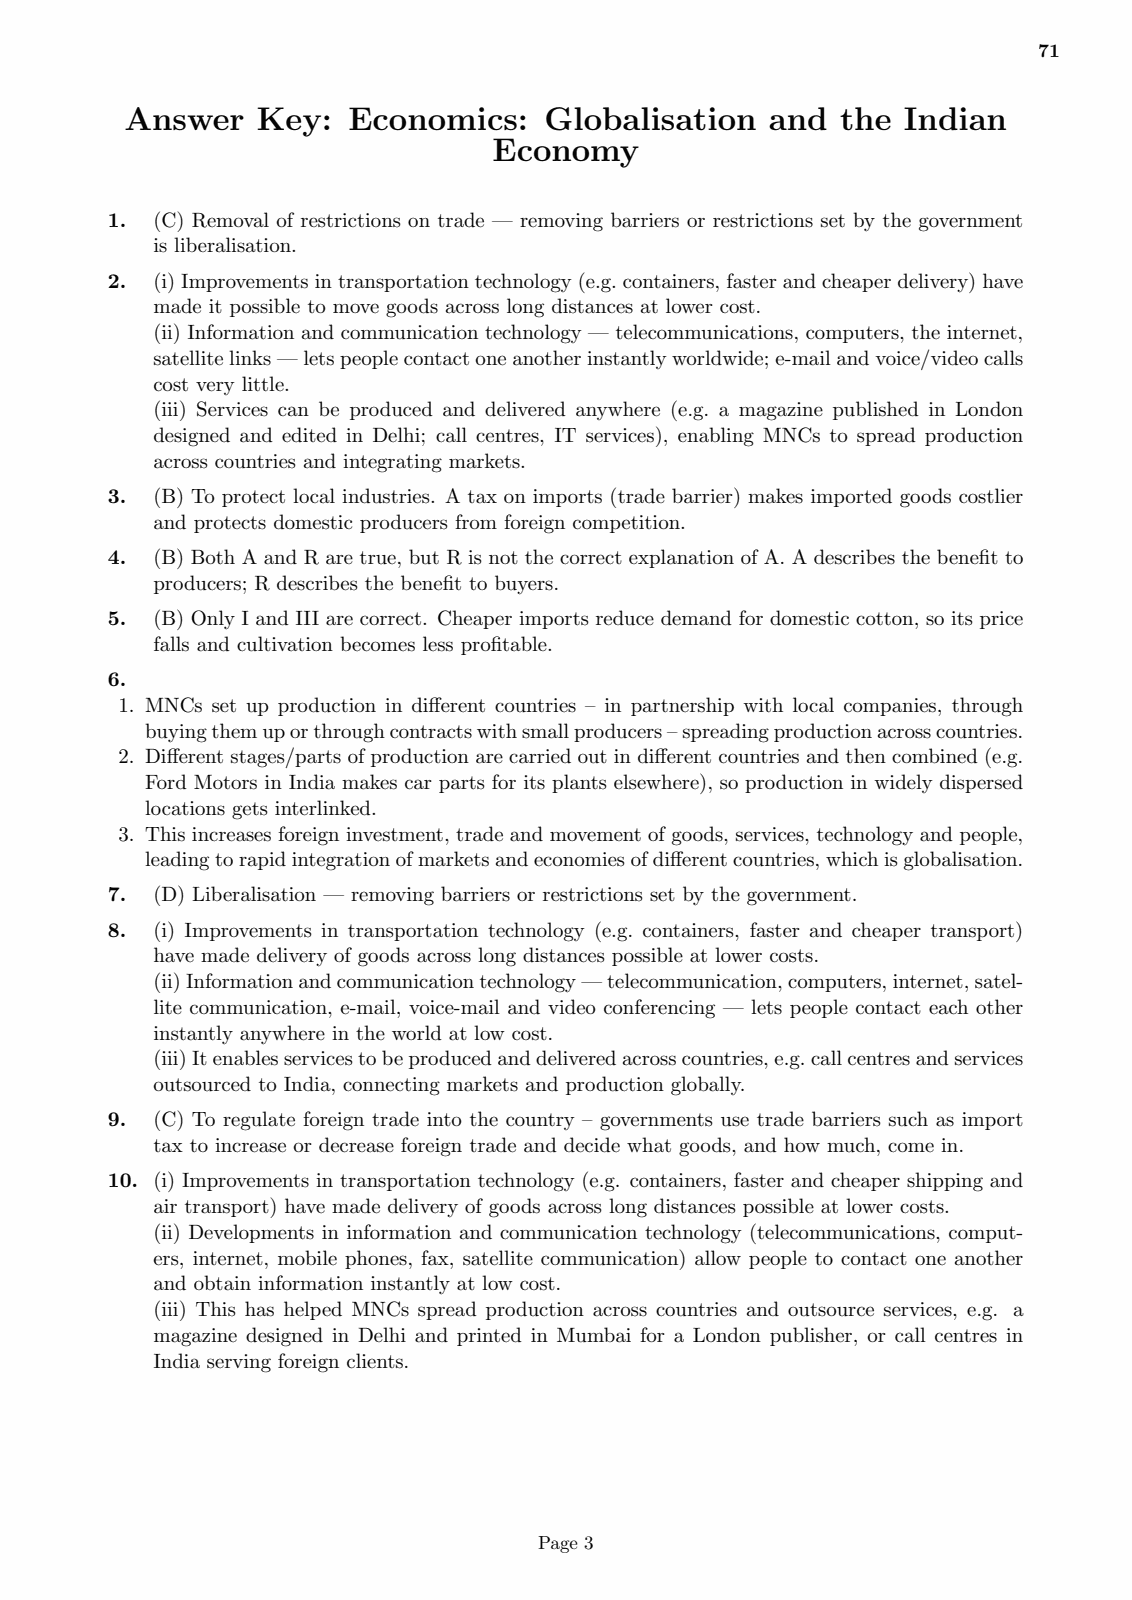 71
Answer Key: Economics: Globalisation and the Indian
Economy
1. (C) Removal of restrictions on trade — removing barriers or restrictions set by the government
is liberalisation.
2. (i) Improvements in transportation technology (e.g. containers, faster and cheaper delivery) have
made it possible to move goods across long distances at lower cost.
(ii) Information and communication technology — telecommunications, computers, the internet,
satellite links — lets people contact one another instantly worldwide; e-mail and voice/video calls
cost very little.
(iii) Services can be produced and delivered anywhere (e.g. a magazine published in London
designed and edited in Delhi; call centres, IT services), enabling MNCs to spread production
across countries and integrating markets.
3. (B) To protect local industries. A tax on imports (trade barrier) makes imported goods costlier
and protects domestic producers from foreign competition.
4. (B) Both A and R are true, but R is not the correct explanation of A. A describes the benefit to
producers; R describes the benefit to buyers.
5. (B) Only I and III are correct. Cheaper imports reduce demand for domestic cotton, so its price
falls and cultivation becomes less profitable.
6.
1. MNCs set up production in different countries – in partnership with local companies, through
buying them up or through contracts with small producers – spreading production across countries.
2. Different stages/parts of production are carried out in different countries and then combined (e.g.
Ford Motors in India makes car parts for its plants elsewhere), so production in widely dispersed
locations gets interlinked.
3. This increases foreign investment, trade and movement of goods, services, technology and people,
leading to rapid integration of markets and economies of different countries, which is globalisation.
7. (D) Liberalisation — removing barriers or restrictions set by the government.
8. (i) Improvements in transportation technology (e.g. containers, faster and cheaper transport)
have made delivery of goods across long distances possible at lower costs.
(ii) Information and communication technology — telecommunication, computers, internet, satel-
lite communication, e-mail, voice-mail and video conferencing — lets people contact each other
instantly anywhere in the world at low cost.
(iii) It enables services to be produced and delivered across countries, e.g. call centres and services
outsourced to India, connecting markets and production globally.
9. (C) To regulate foreign trade into the country – governments use trade barriers such as import
tax to increase or decrease foreign trade and decide what goods, and how much, come in.
10. (i) Improvements in transportation technology (e.g. containers, faster and cheaper shipping and
air transport) have made delivery of goods across long distances possible at lower costs.
(ii) Developments in information and communication technology (telecommunications, comput-
ers, internet, mobile phones, fax, satellite communication) allow people to contact one another
and obtain information instantly at low cost.
(iii) This has helped MNCs spread production across countries and outsource services, e.g. a
magazine designed in Delhi and printed in Mumbai for a London publisher, or call centres in
India serving foreign clients.
Page 3